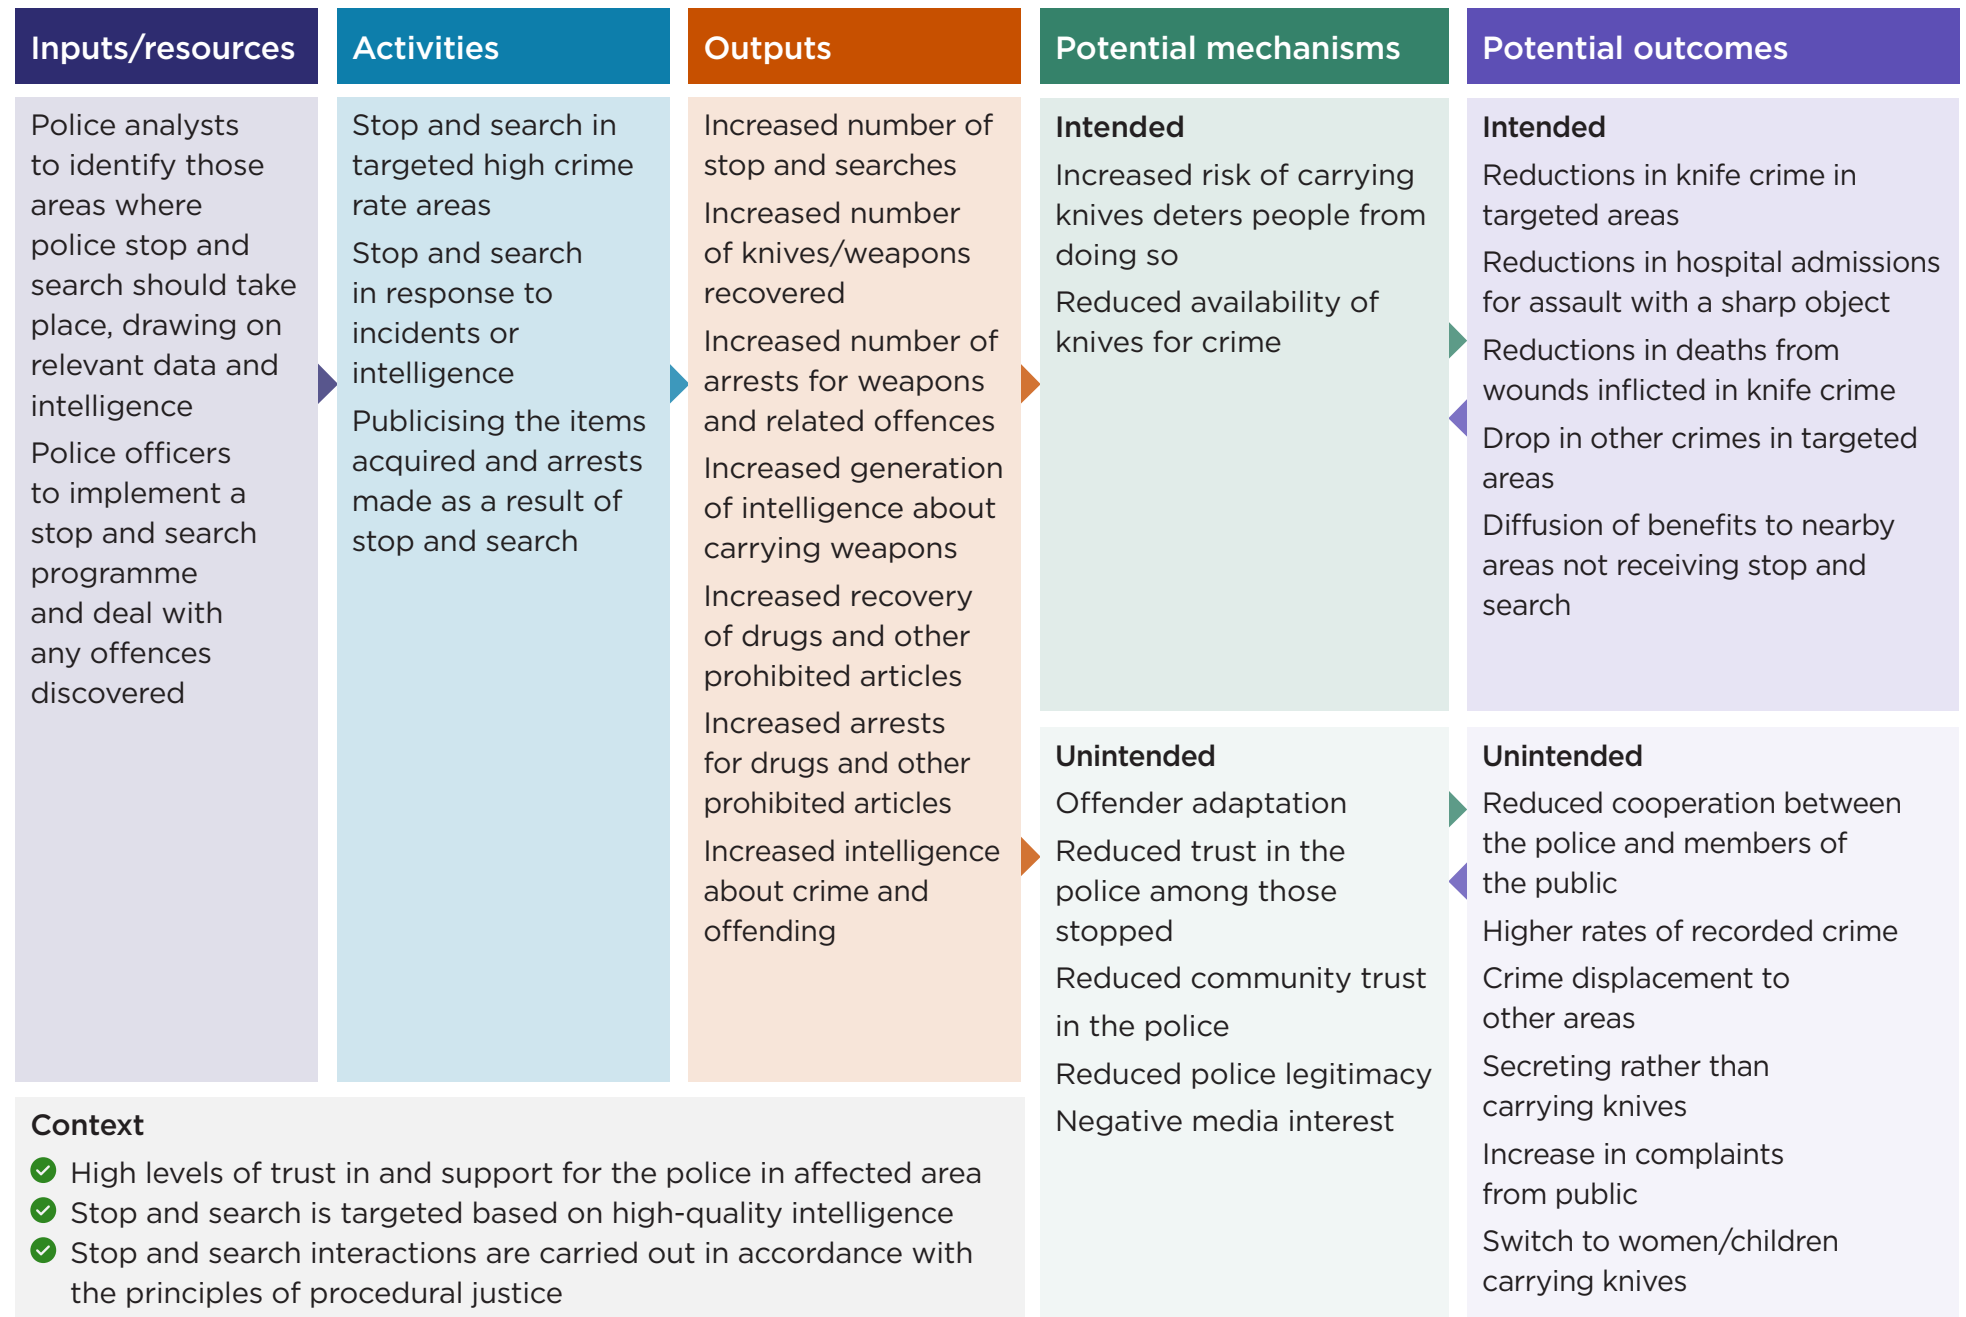 Inputs/resources
Police analysts
to identify those
areas where
police stop and
search should take
place, drawing on
relevant data and
intelligence
Police officers
to implement a
stop and search
programme
and deal with
any offences
discovered
Activities
Stop and search in
targeted high crime
rate areas
Stop and search
in response to
incidents or
intelligence
Publicising the items
acquired and arrests
made as a result of
stop and search
Outputs
Increased number of
stop and searches
Increased number
of knives/weapons
recovered
Increased number of
arrests for weapons
and related offences
Increased generation
of intelligence about
carrying weapons
Increased recovery
of drugs and other
prohibited articles
Increased arrests
for drugs and other
prohibited articles
Increased intelligence
about crime and
offending
Potential mechanisms
Intended
Increased risk of carrying
knives deters people from
doing so
Reduced availability of
knives for crime
Unintended
Offender adaptation
Reduced trust in the
police among those
stopped
Reduced community trust
in the police
Reduced police legitimacy
Negative media interest
Potential outcomes
Intended
Reductions in knife crime in
targeted areas
Reductions in hospital admissions
for assault with a sharp object
Reductions in deaths from
wounds inflicted in knife crime
Drop in other crimes in targeted
areas
Diffusion of benefits to nearby
areas not receiving stop and
search
Unintended
Reduced cooperation between
the police and members of
the public
Higher rates of recorded crime
Crime displacement to
other areas
Secreting rather than
carrying knives
Increase in complaints
from public
Switch to women/children
carrying knives
Context
High levels of trust in and support for the police in affected area
Stop and search is targeted based on high-quality intelligence
Stop and search interactions are carried out in accordance with
the principles of procedural justice